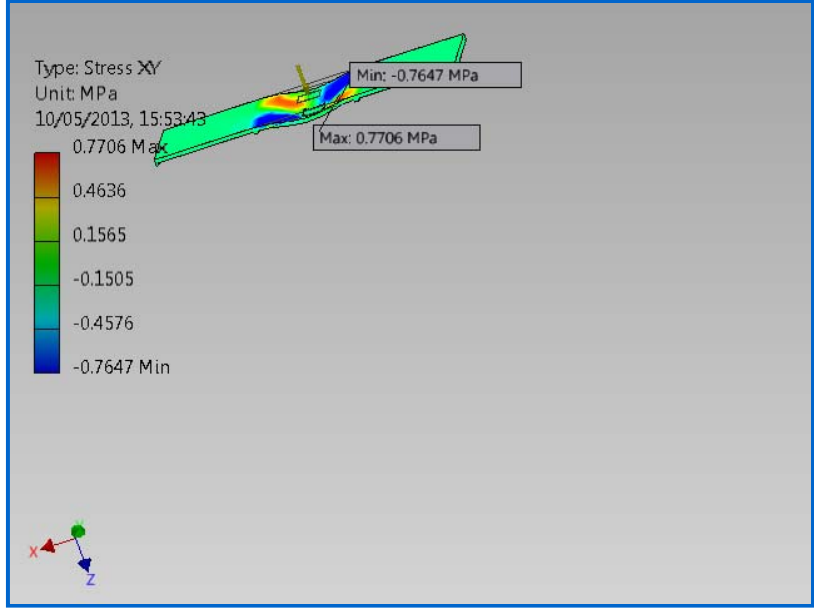 Type: Stress XY
Unit: MPa
10/05/2013, 15:53:43
0.7706 Max
0.4636
0.1565
-0.1505
-0.4576
-0.7647 Min
Min: -0.7647 MPa
Max: 0.7706 MPa
X
Z